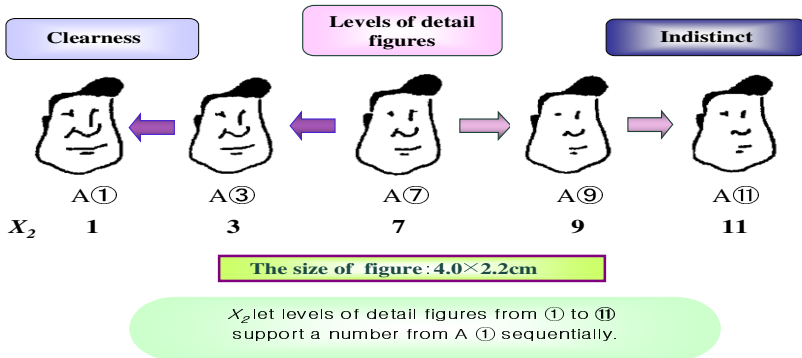 Clearness
Levels of detail
figures
Indistinct
A① A③ A⑦ A⑨ A⑪
X₂ 1 3 7 9 11
The size of figure:4.0×2.2cm
X₂let levels of detail figures from ① to ⑪
support a number from A ① sequentially.